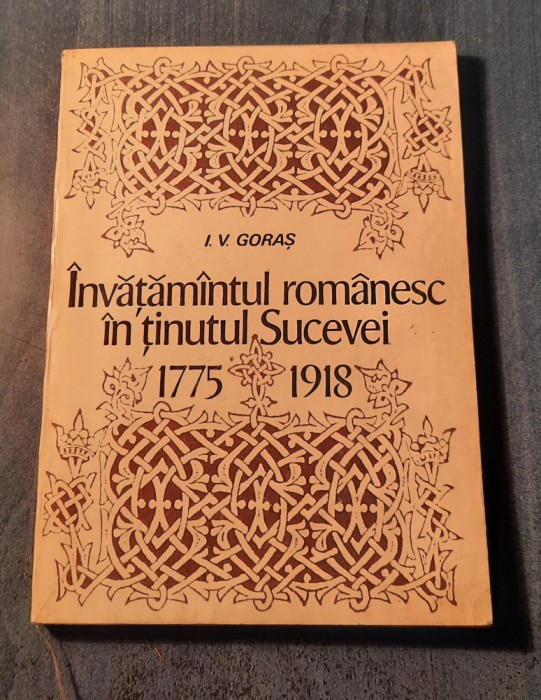 I. V. GORAȘ
Învățămîntul românesc
în ținutul Sucevei
1775 1918